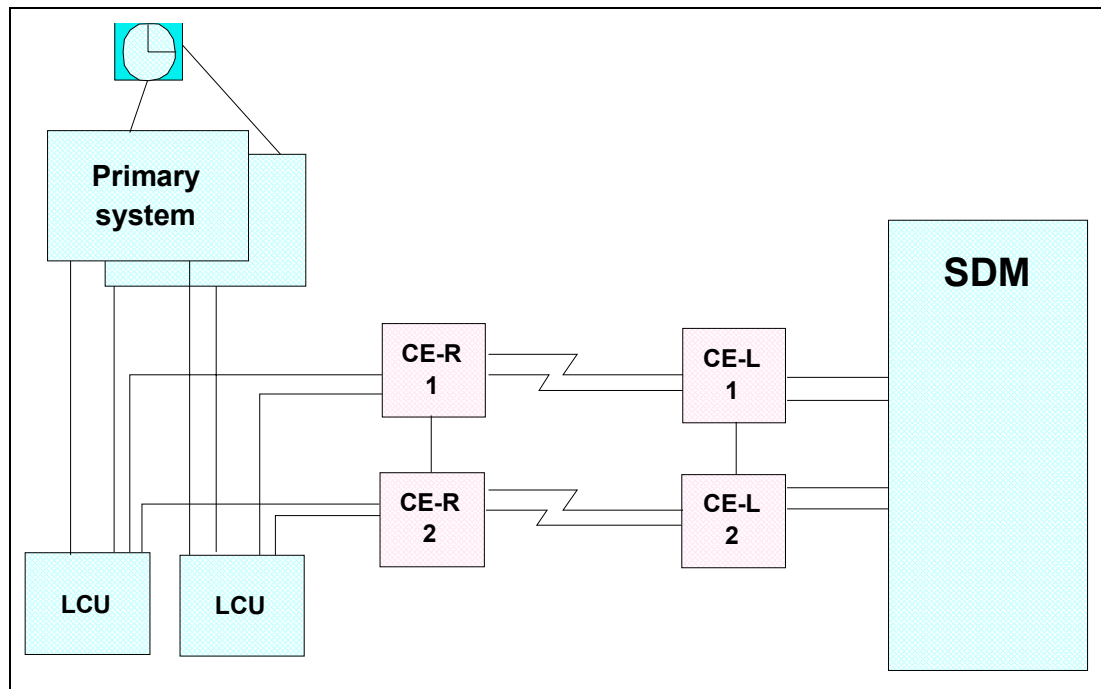 Primary
system
SDM
CE-R
1
CE-L
1
CE-R
2
CE-L
2
LCU
LCU